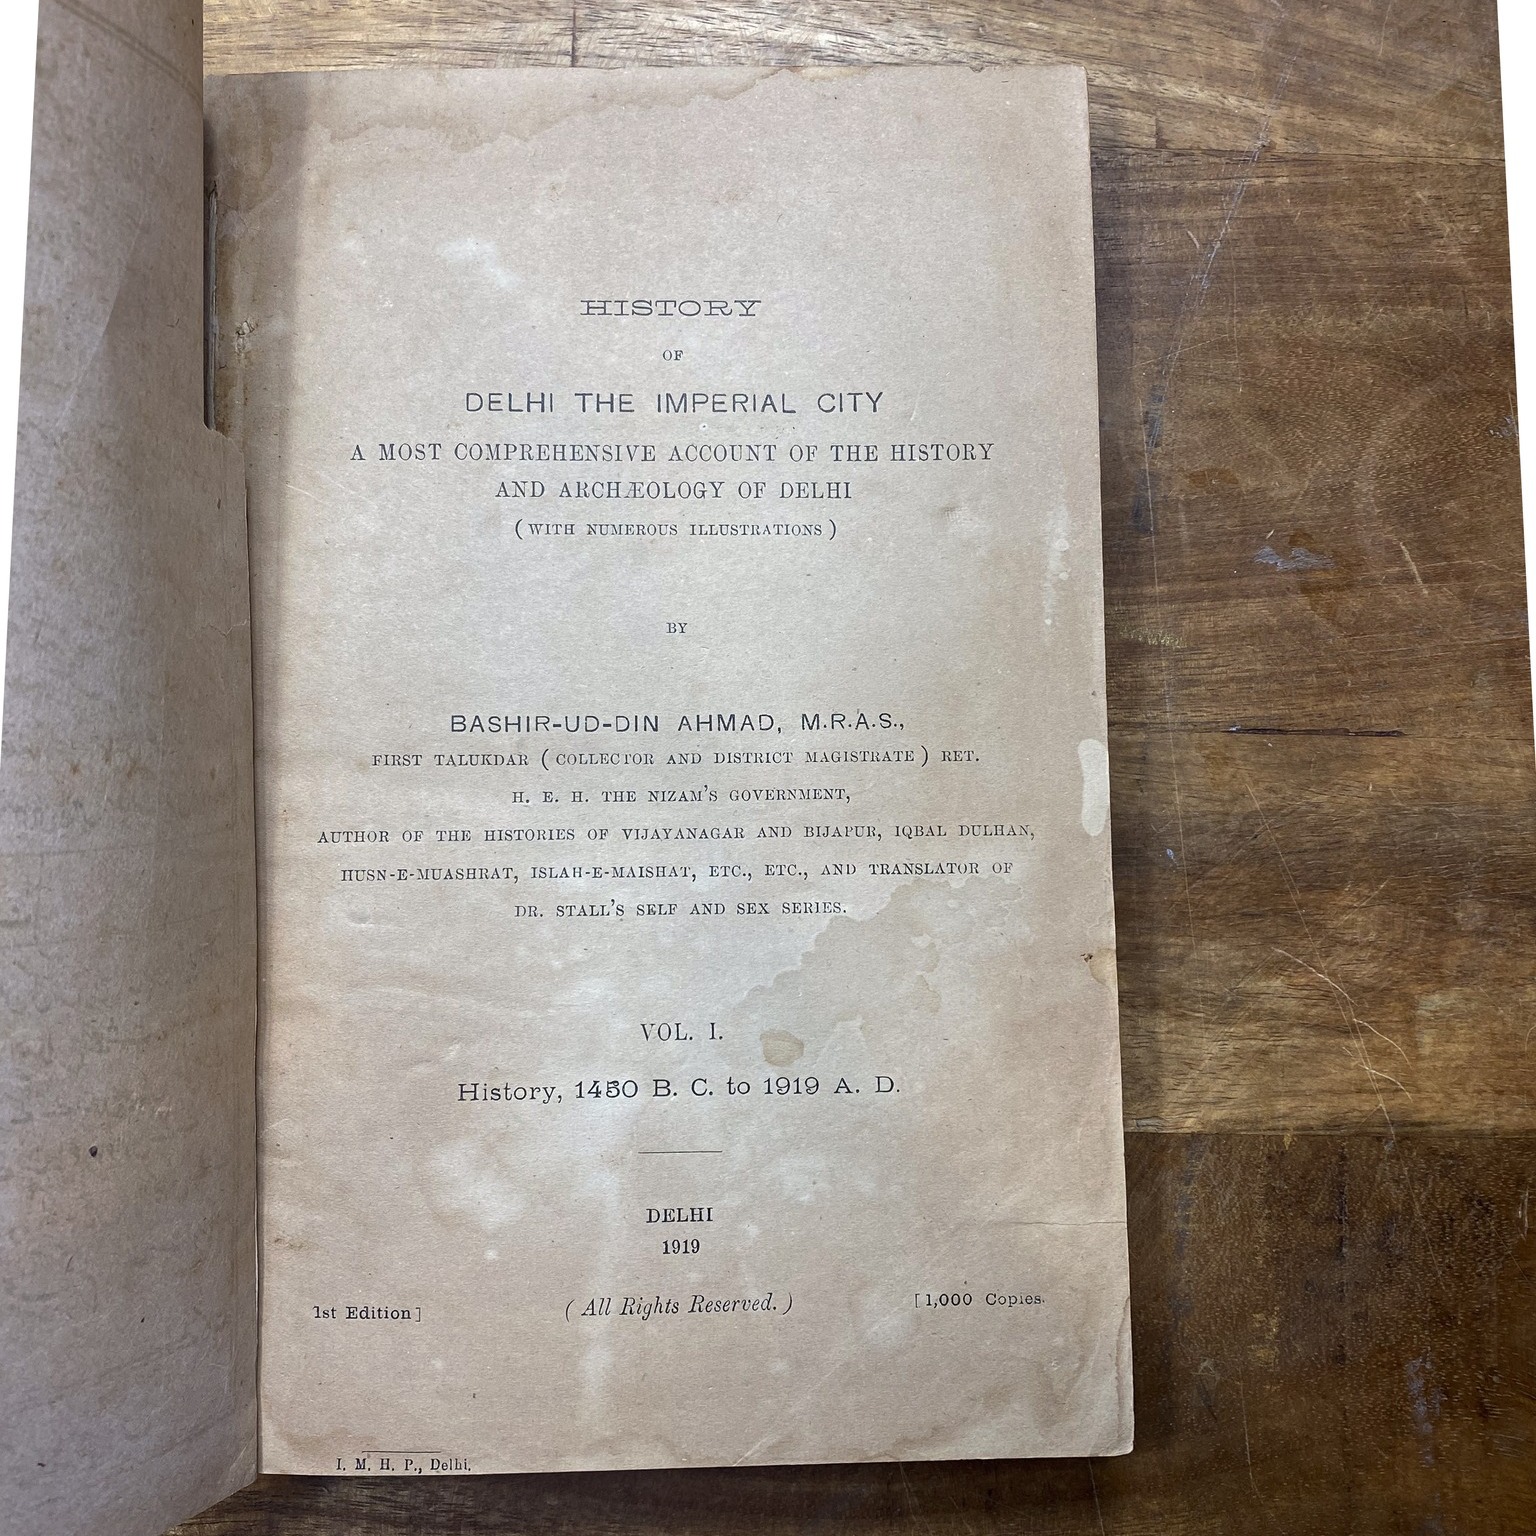 HISTORY
OF
DELHI THE IMPERIAL CITY
A MOST COMPREHENSIVE ACCOUNT OF THE HISTORY
AND ARCHÆOLOGY OF DELHI
(WITH NUMEROUS ILLUSTRATIONS)
BY
BASHIR-UD-DIN AHMAD, M.R.A.S.,
FIRST TALUKDAR (COLLECTOR AND DISTRICT MAGISTRATE) RET.
H. E. H. THE NIZAM'S GOVERNMENT,
AUTHOR OF THE HISTORIES OF VIJAYANAGAR AND BIJAPUR, IQBAL DULHAN,
HUSN-E-MUASHRAT, ISLAH-E-MAISHAT, ETC., ETC., AND TRANSLATOR OF
DR. STALL'S SELF AND SEX SERIES.
VOL. I.
History, 1450 B. C. to 1919 A. D.
DELHI
1919
1st Edition] (All Rights Reserved.) [1,000 Copies.
I. M. H. P., Delhi.